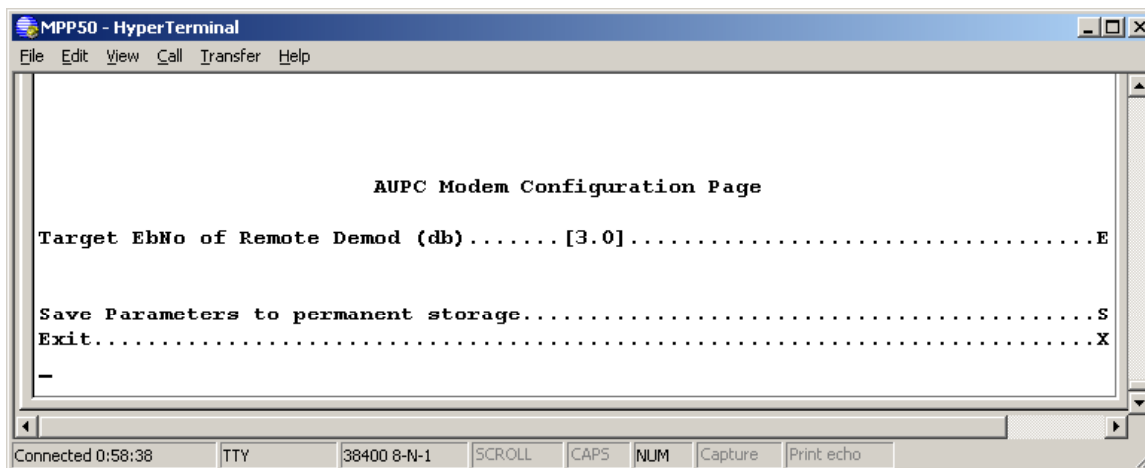 MPP50 - HyperTerminal
File Edit View Call Transfer Help
AUPC Modem Configuration Page
Target EbNo of Remote Demod (db).......[3.0]...................................E
Save Parameters to permanent storage...........................................S
Exit...........................................................................X
Connected 0:58:38 TTY 38400 8-N-1 SCROLL CAPS NUM Capture Print echo